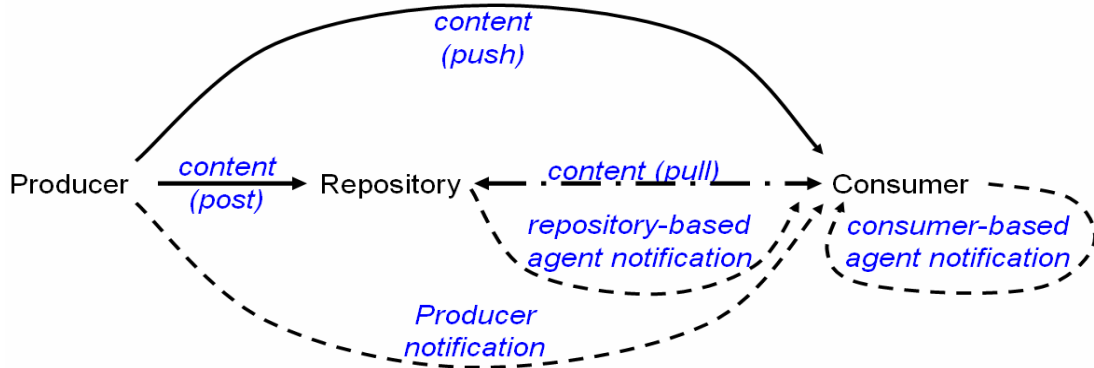 content
(push)
Producer
content
(post)
Repository
content (pull)
Consumer
repository-based
agent notification
consumer-based
agent notification
Producer
notification